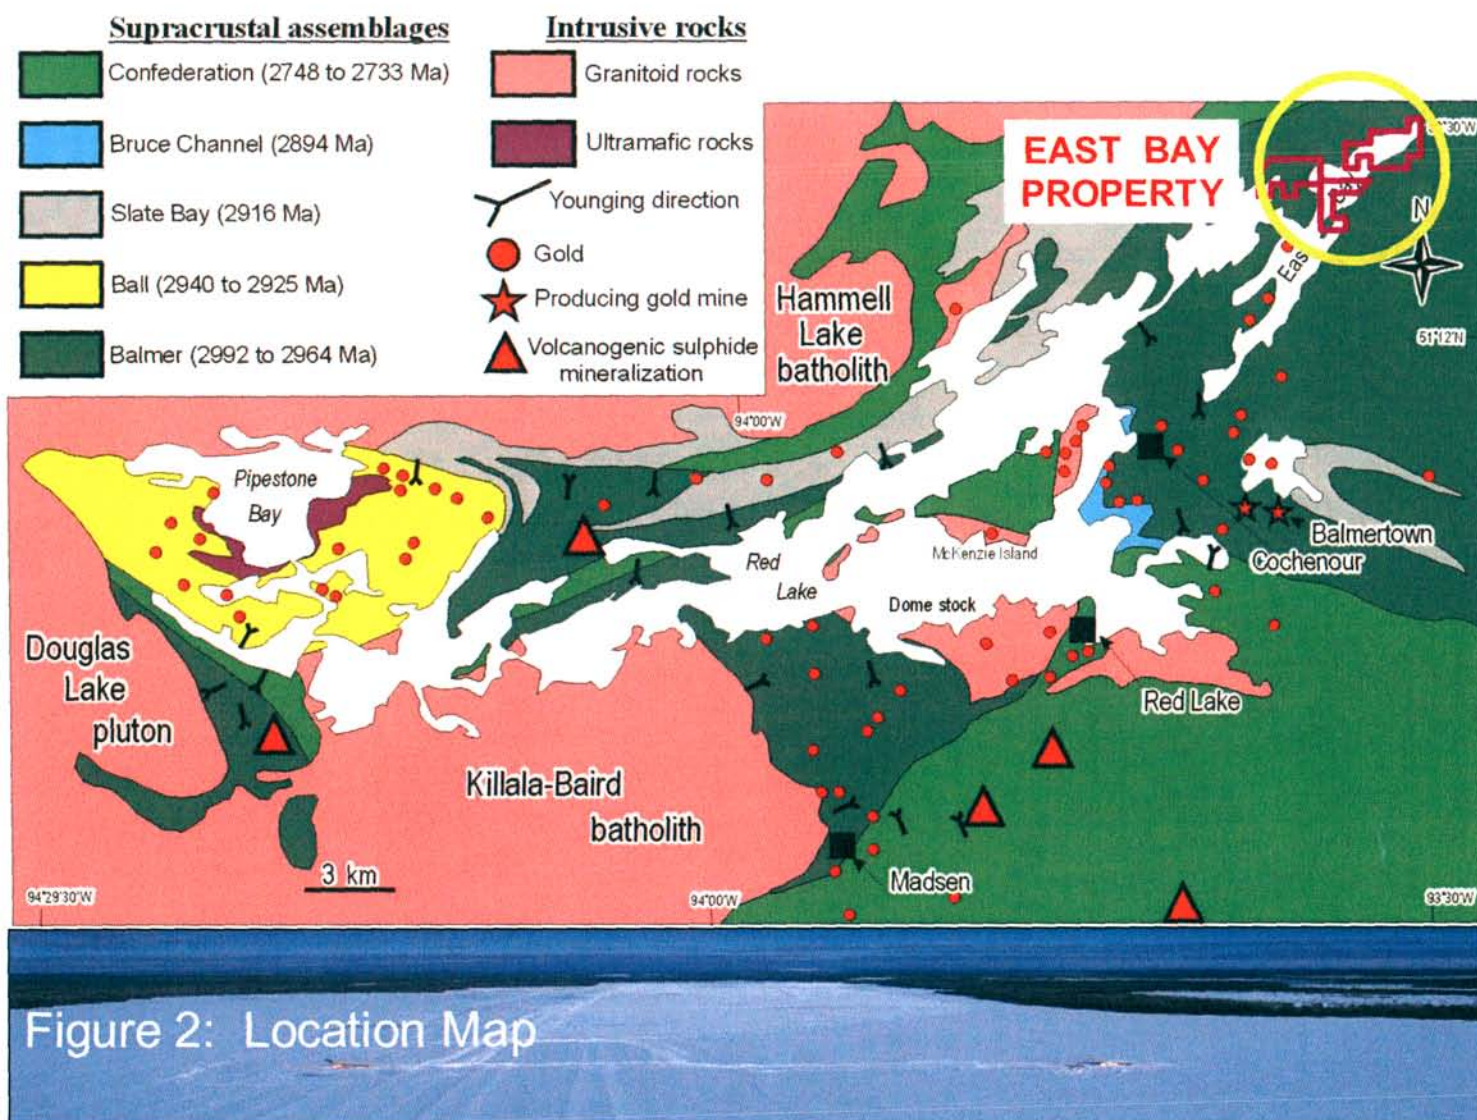 Supracrustal assemblages
Confederation (2748 to 2733 Ma)
Bruce Channel (2894 Ma)
Slate Bay (2916 Ma)
Ball (2940 to 2925 Ma)
Balmer (2992 to 2964 Ma)
Intrusive rocks
Granitoid rocks
Ultramafic rocks
Younging direction
Gold
Producing gold mine
Volcanogenic sulphide
mineralization
EAST BAY
PROPERTY
N
East
51°12'N
Hammell
Lake
batholith
94°00'W
Pipestone
Bay
Red
Lake
McKenzie Island
Balmertown
Cochenour
Dome stock
Red Lake
Douglas
Lake
pluton
Killala-Baird
batholith
3 km
Madsen
94°29'30"W
94°00'W
93°30'W
Figure 2: Location Map